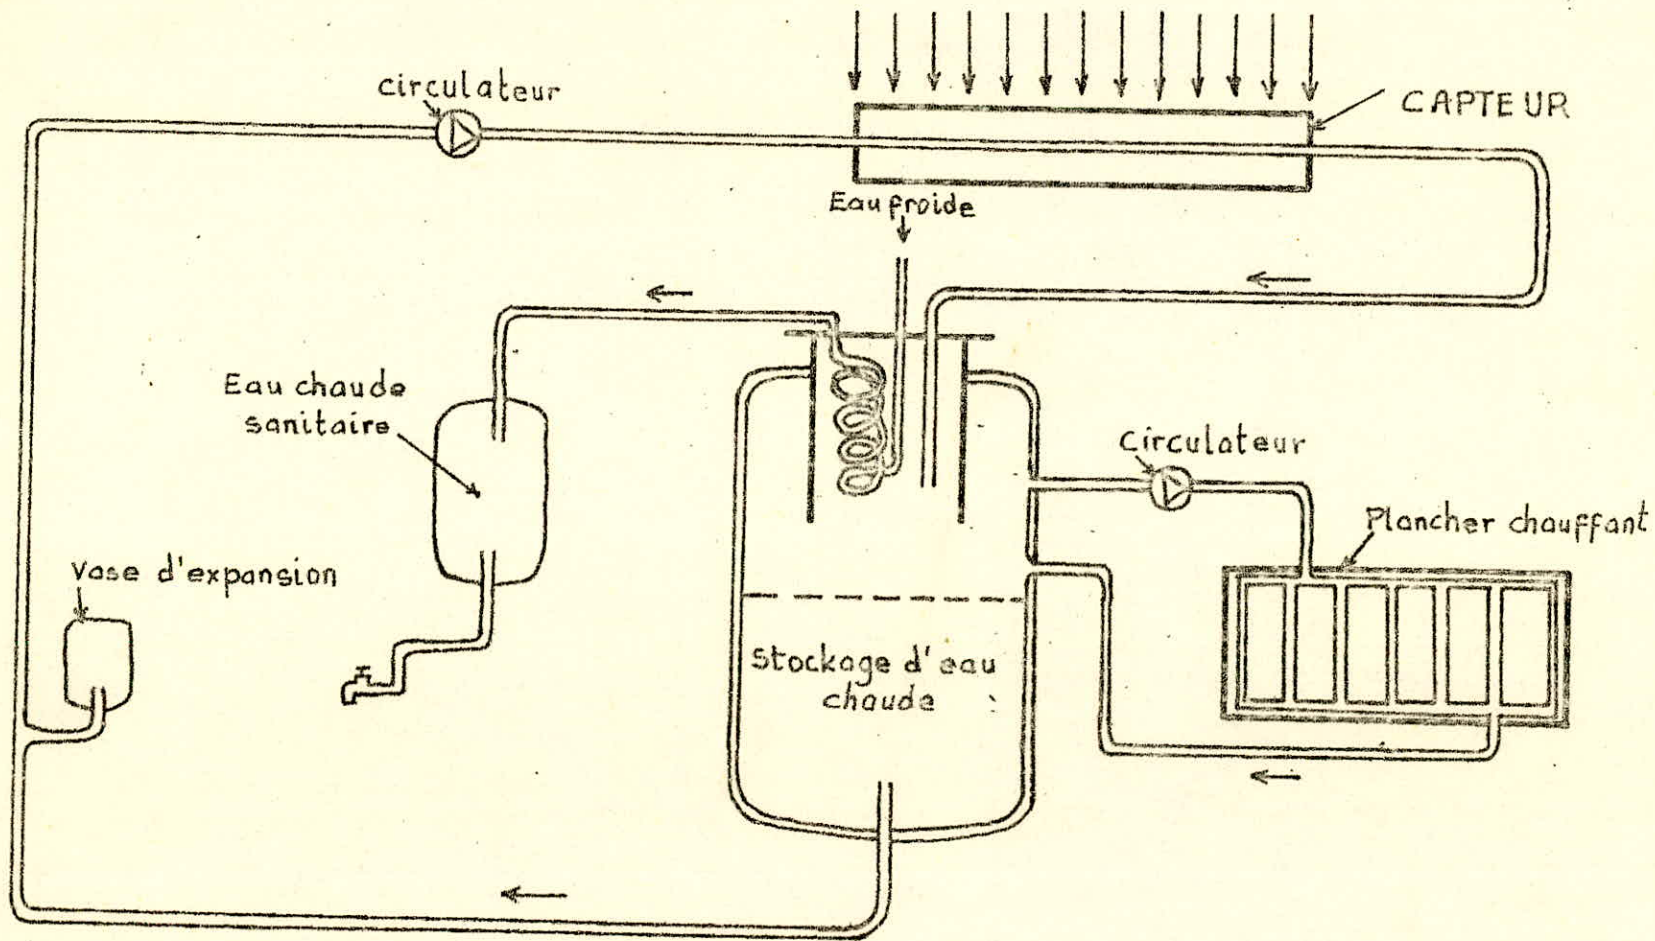 circulateur
CAPTEUR
Eau froide
Eau chaude
sanitaire
circulateur
Plancher chauffant
vase d'expansion
Stockage d'eau
chaude